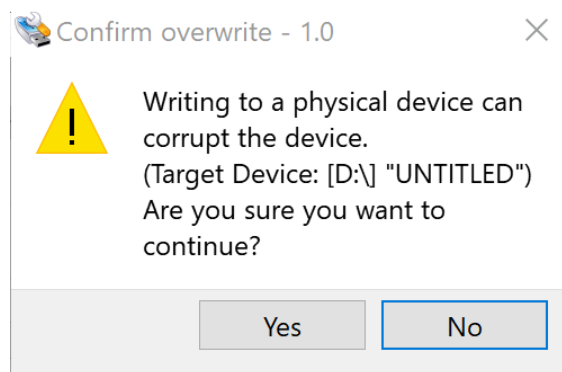 Confirm overwrite - 1.0
Writing to a physical device can
corrupt the device.
(Target Device: [D:\] "UNTITLED")
Are you sure you want to
continue?
Yes
No